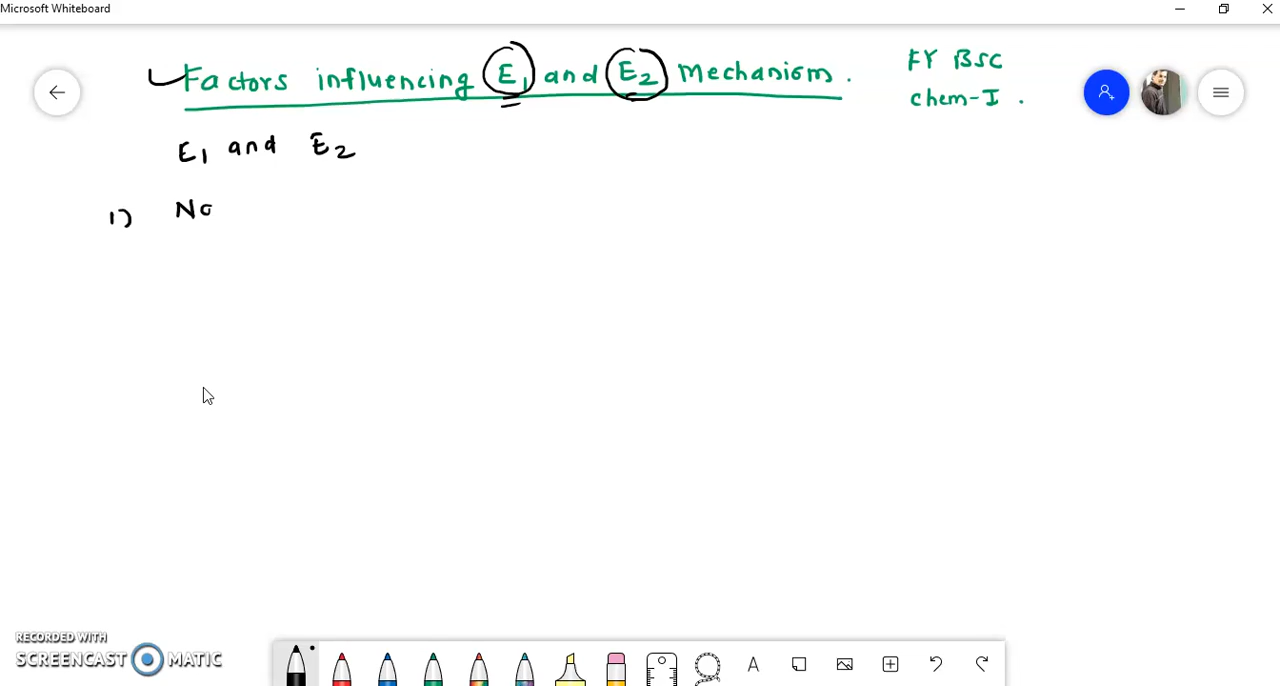 Microsoft Whiteboard
Factors influencing E1 and E2 Mechanism.
FY BSC
chem-I.
E1 and E2
1) No
RECORDED WITH
SCREENCAST MATIC
A